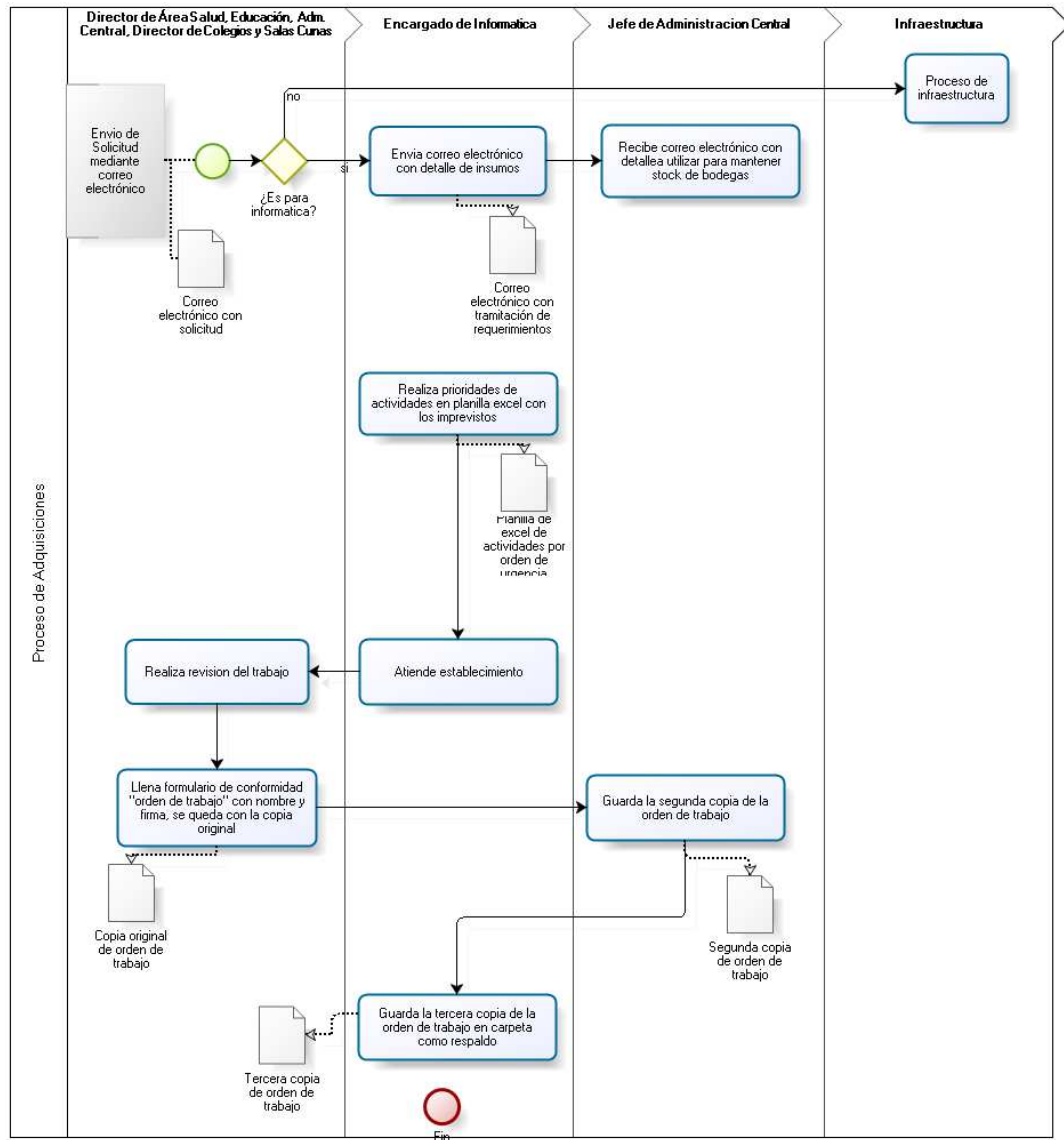 Director de Área Salud, Educación, Adm.
Central, Director de Colegios y Salas Cunas
Encargado de Informatica
Jefe de Administracion Central
Infraestructura
Proceso de Adquisiciones
Envio de
Solicitud
mediante
correo
electrónico
no
si
¿Es para
informatica?
Envia correo electrónico
con detalle de insumos
Recibe correo electrónico con
detallea utilizar para mantener
stock de bodegas
Proceso de
infraestructura
Correo
electrónico con
solicitud
Correo
electrónico con
tramitación de
requerimientos
Realiza prioridades de
actividades en planilla excel con
los imprevistos
Planilla de
excel de
actividades por
orden de
urgencia
Realiza revision del trabajo
Atiende establecimiento
Llena formulario de conformidad
"orden de trabajo" con nombre y
firma, se queda con la copia
original
Guarda la segunda copia de la
orden de trabajo
Copia original
de orden de
trabajo
Segunda copia
de orden de
trabajo
Guarda la tercera copia de la
orden de trabajo en carpeta
como respaldo
Tercera copia
de orden de
trabajo
Fin